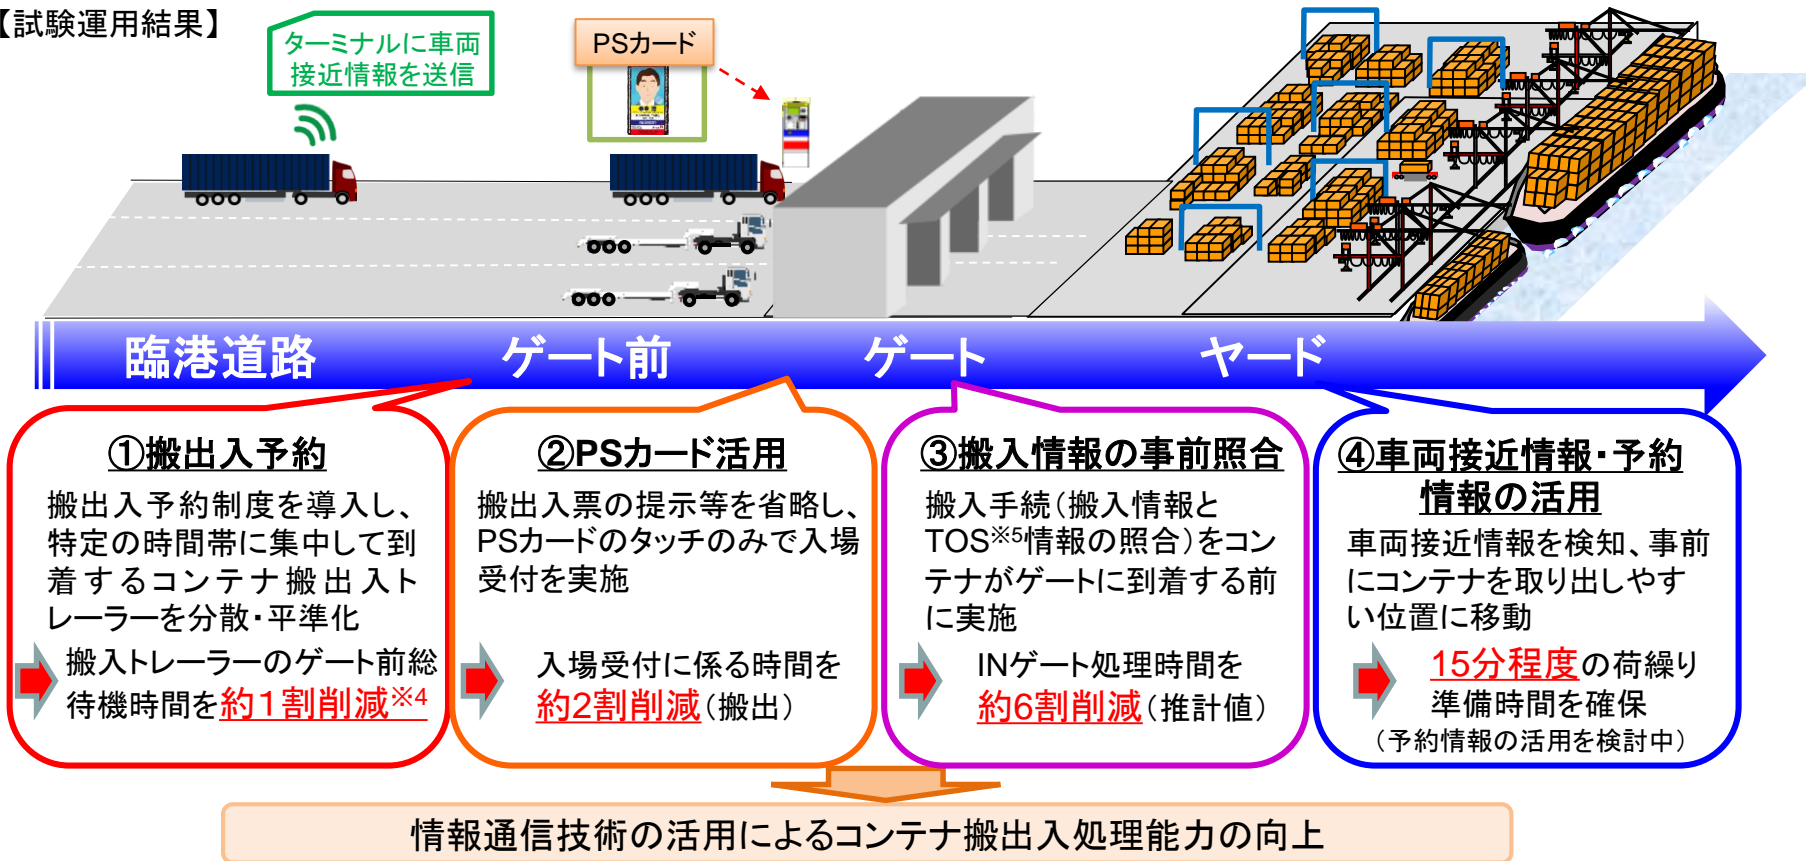 【試験運用結果】
ターミナルに車両
接近情報を送信
PSカード
臨港道路
ゲート前
ゲート
ヤード
①搬出入予約
搬出入予約制度を導入し、
特定の時間帯に集中して到
着するコンテナ搬出入ト
レーラーを分散・平準化
搬入トレーラーのゲート前総
待機時間を約1割削減※4
②PSカード活用
搬出入票の提示等を省略し、
PSカードのタッチのみで入場
受付を実施
入場受付に係る時間を
約2割削減(搬出)
③搬入情報の事前照合
搬入手続(搬入情報と
TOS※5情報の照合)をコン
テナがゲートに到着する前
に実施
INゲート処理時間を
約6割削減(推計値)
④車両接近情報・予約
情報の活用
車両接近情報を検知、事前
にコンテナを取り出しやす
い位置に移動
15分程度の荷繰り
準備時間を確保
(予約情報の活用を検討中)
情報通信技術の活用によるコンテナ搬出入処理能力の向上